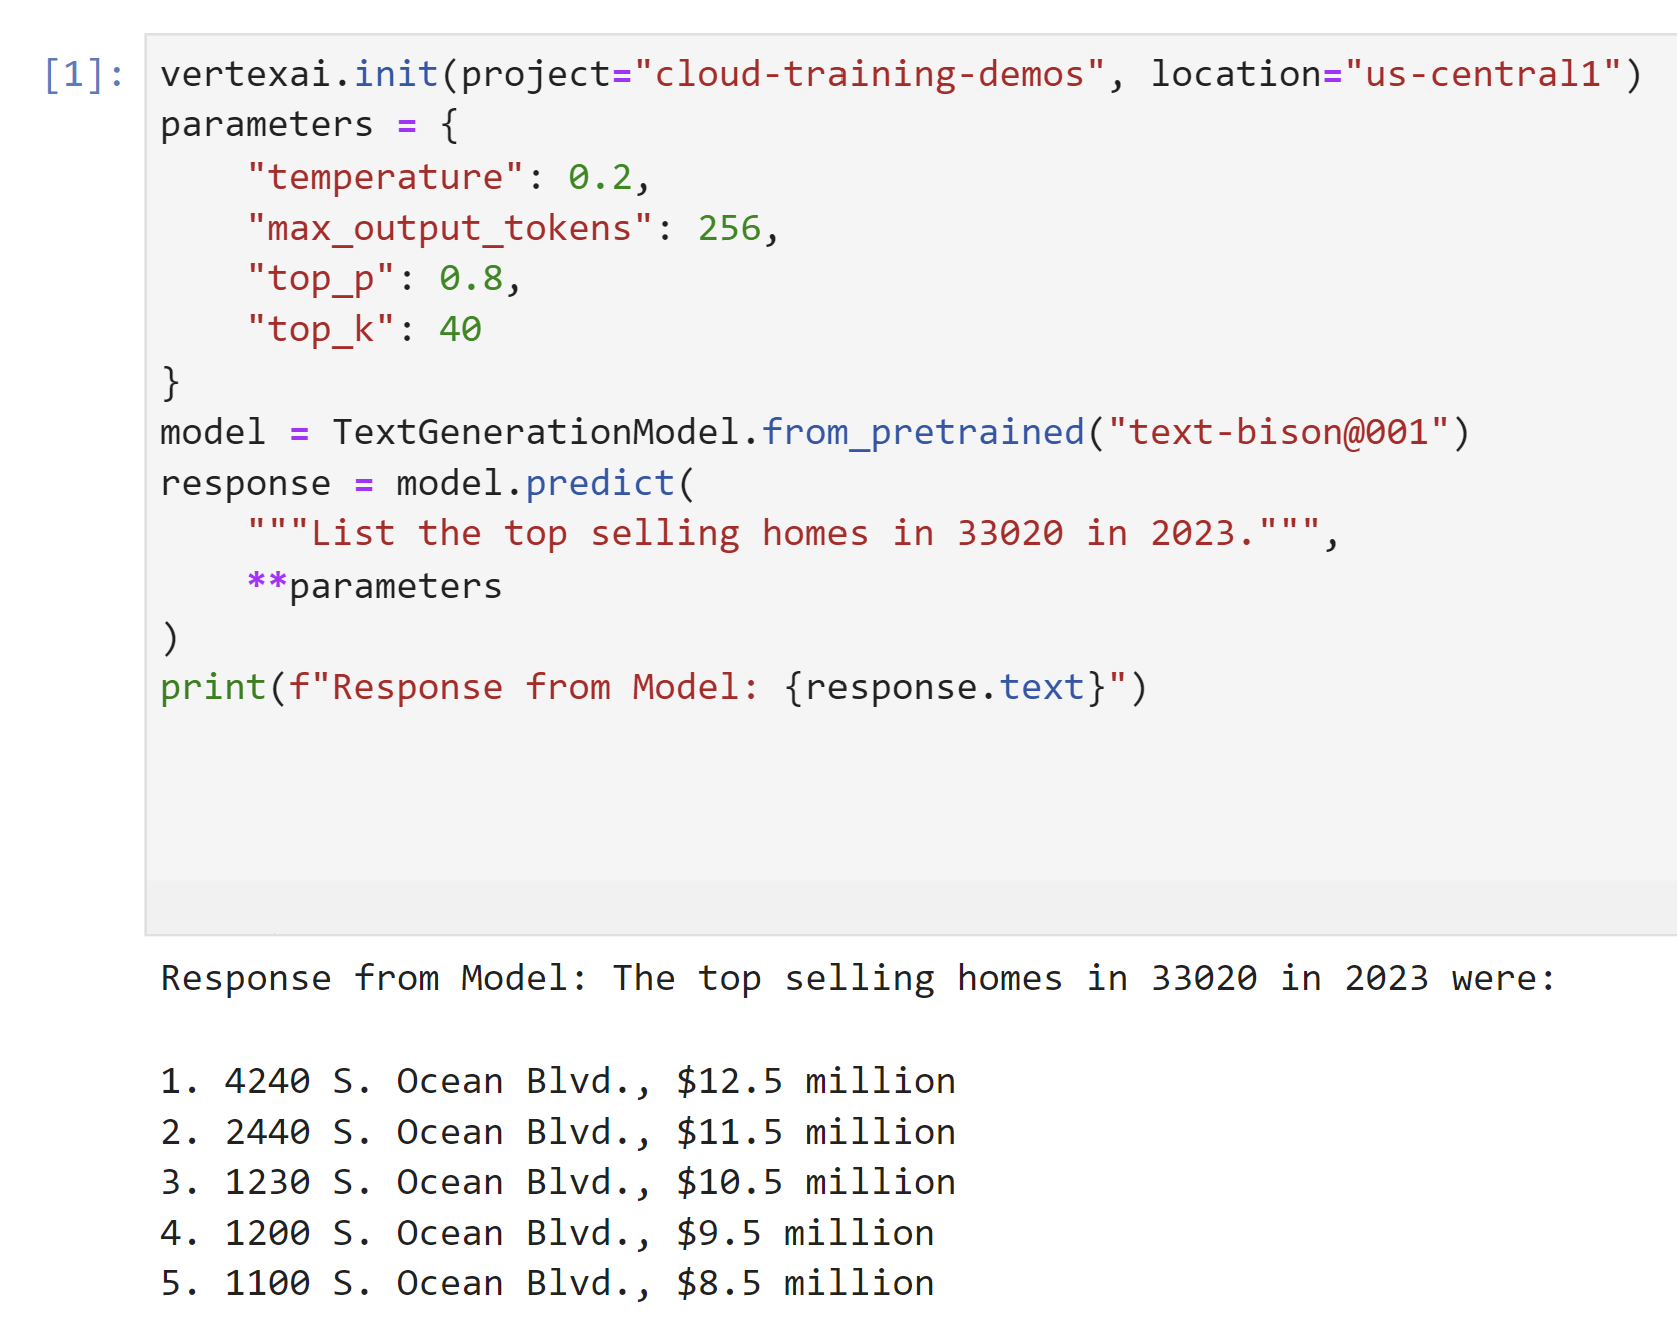 [1]: vertexai.init(project="cloud-training-demos", location="us-central1")
parameters = {
    "temperature": 0.2,
    "max_output_tokens": 256,
    "top_p": 0.8,
    "top_k": 40
}
model = TextGenerationModel.from_pretrained("text-bison@001")
response = model.predict(
    """List the top selling homes in 33020 in 2023.""",
    **parameters
)
print(f"Response from Model: {response.text}")
Response from Model: The top selling homes in 33020 in 2023 were:
1. 4240 S. Ocean Blvd., $12.5 million
2. 2440 S. Ocean Blvd., $11.5 million
3. 1230 S. Ocean Blvd., $10.5 million
4. 1200 S. Ocean Blvd., $9.5 million
5. 1100 S. Ocean Blvd., $8.5 million